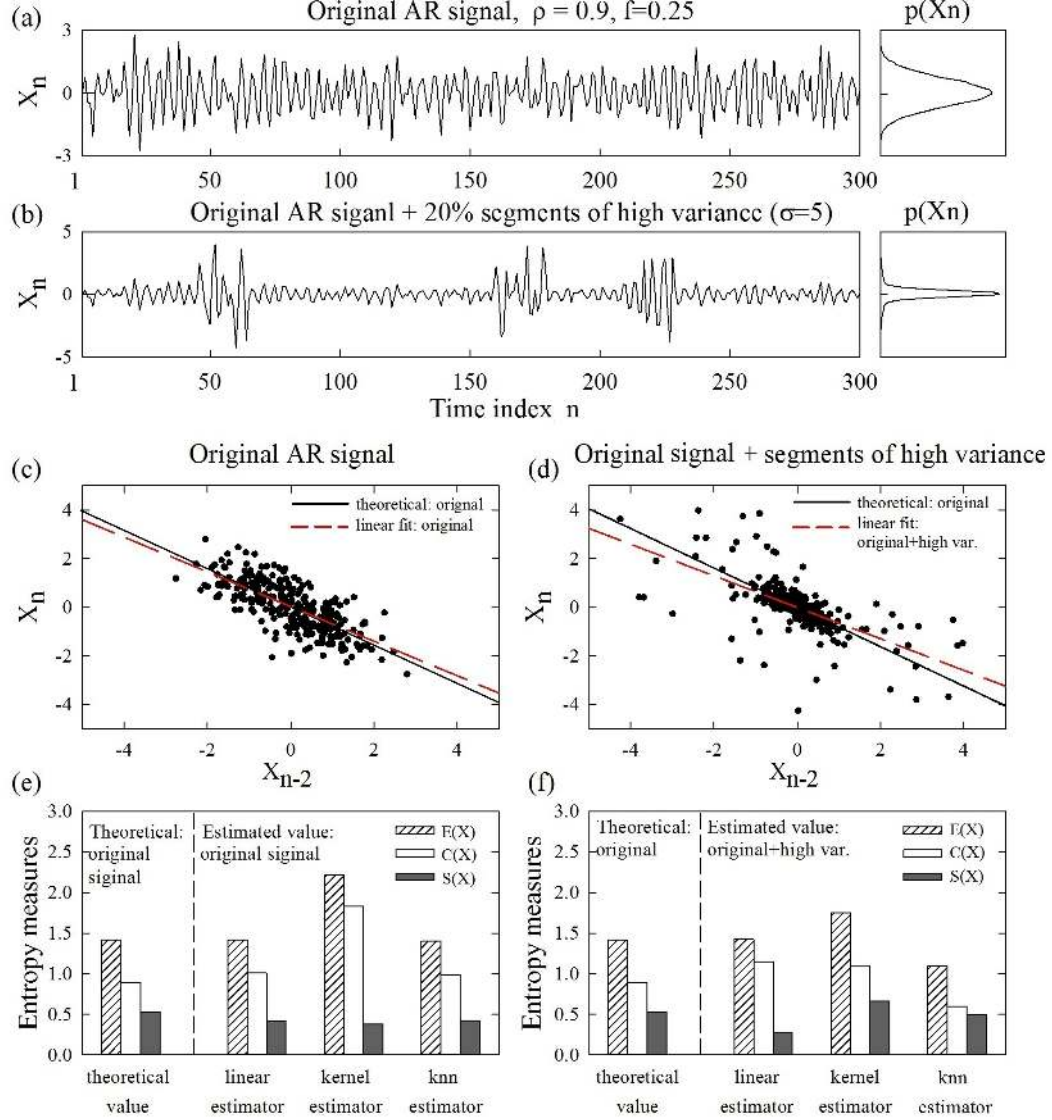 (a) Original AR signal, ρ = 0.9, f=0.25 p(Xn)
3
0
-3
Xn
1 50 100 150 200 250 300
(b) Original AR siganl + 20% segments of high variance (σ=5) p(Xn)
5
0
-5
Xn
1 50 100 150 200 250 300
Time index n
(c) Original AR signal
theoretical: orignal
linear fit: original
4
2
0
-2
-4
Xn
-4 -2 0 2 4
Xn-2
(d) Original signal + segments of high variance
theoretical: original
linear fit:
original+high var.
4
2
0
-2
-4
Xn
-4 -2 0 2 4
Xn-2
(e)
3.0
2.5
2.0
1.5
1.0
0.5
0.0
Entropy measures
Theoretical:
original
siginal
Estimated value:
original siginal
E(X)
C(X)
S(X)
theoretical linear kernel knn
value estimator estimator estimator
(f)
3.0
2.5
2.0
1.5
1.0
0.5
0.0
Entropy measures
Theoretical:
original
Estimated value:
original+high var.
E(X)
C(X)
S(X)
theoretical linear kernel knn
value estimator estimator estimator